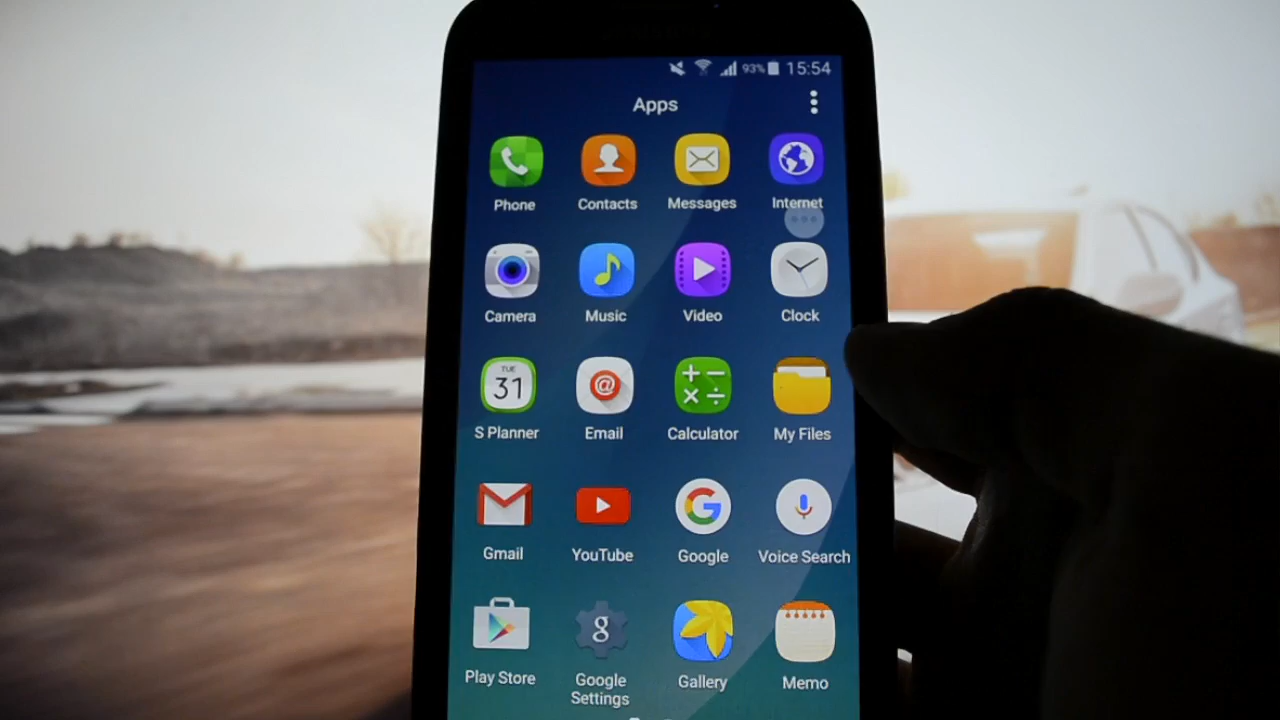 93% 15:54
Apps
Phone Contacts Messages Internet
Camera Music Video Clock
TUE
31
S Planner Email Calculator My Files
Gmail YouTube Google Voice Search
g
Play Store Google Settings Gallery Memo